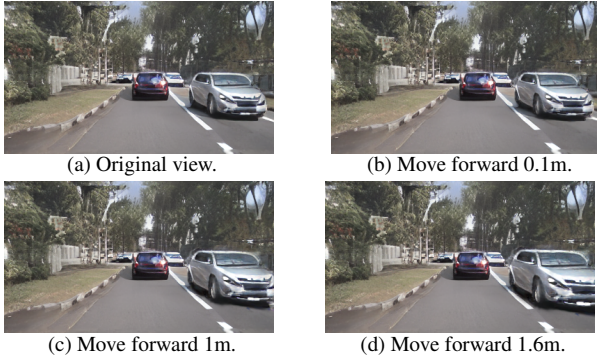 (a) Original view.
(b) Move forward 0.1m.
(c) Move forward 1m.
(d) Move forward 1.6m.